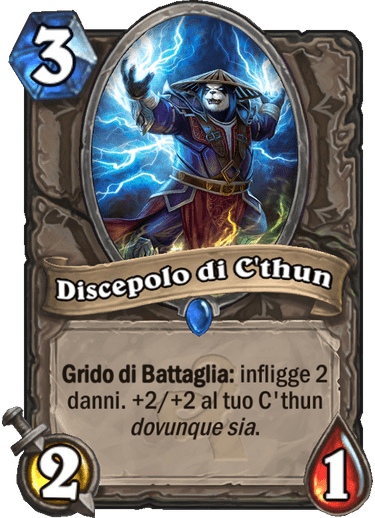 3
Discepolo di C'thun
Grido di Battaglia: infligge 2
danni. +2/+2 al tuo C'thun
dovunque sia.
2
1